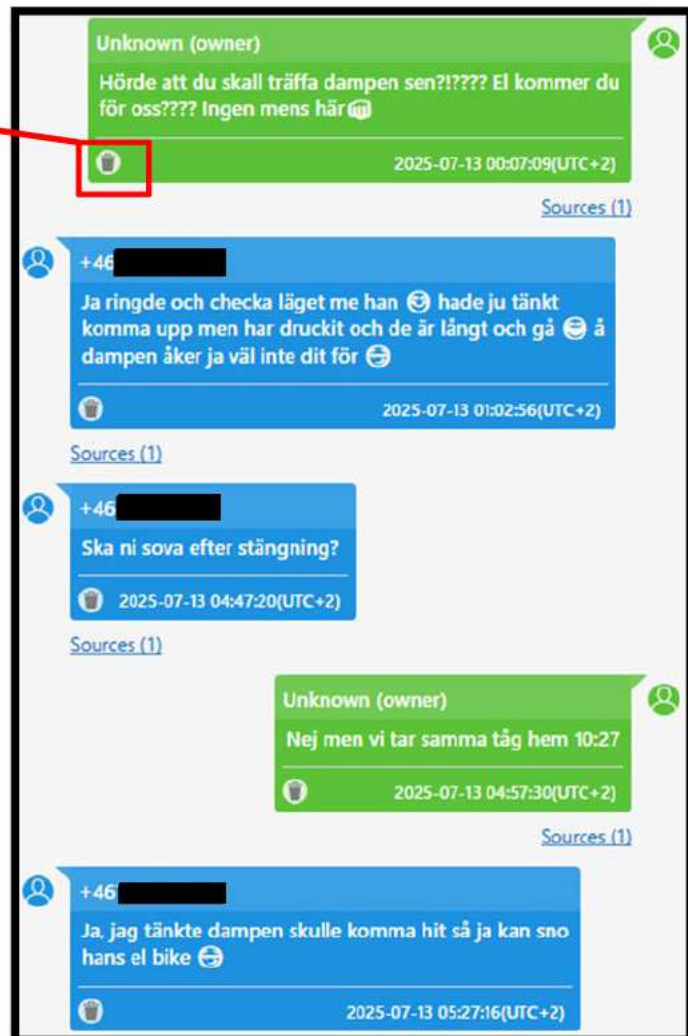 Unknown (owner)
Hörde att du skall träffa dampen sen?!???? El kommer du
för oss???? Ingen mens här
2025-07-13 00:07:09(UTC+2)
Sources (1)
+46
Ja ringde och checka läget me han 😊 hade ju tänkt
komma upp men har druckit och de är långt och gå 😊 å
dampen åker ja väl inte dit för 😂
2025-07-13 01:02:56(UTC+2)
Sources (1)
+46
Ska ni sova efter stängning?
2025-07-13 04:47:20(UTC+2)
Sources (1)
Unknown (owner)
Nej men vi tar samma tåg hem 10:27
2025-07-13 04:57:30(UTC+2)
Sources (1)
+46
Ja, jag tänkte dampen skulle komma hit så ja kan sno
hans el bike 😂
2025-07-13 05:27:16(UTC+2)